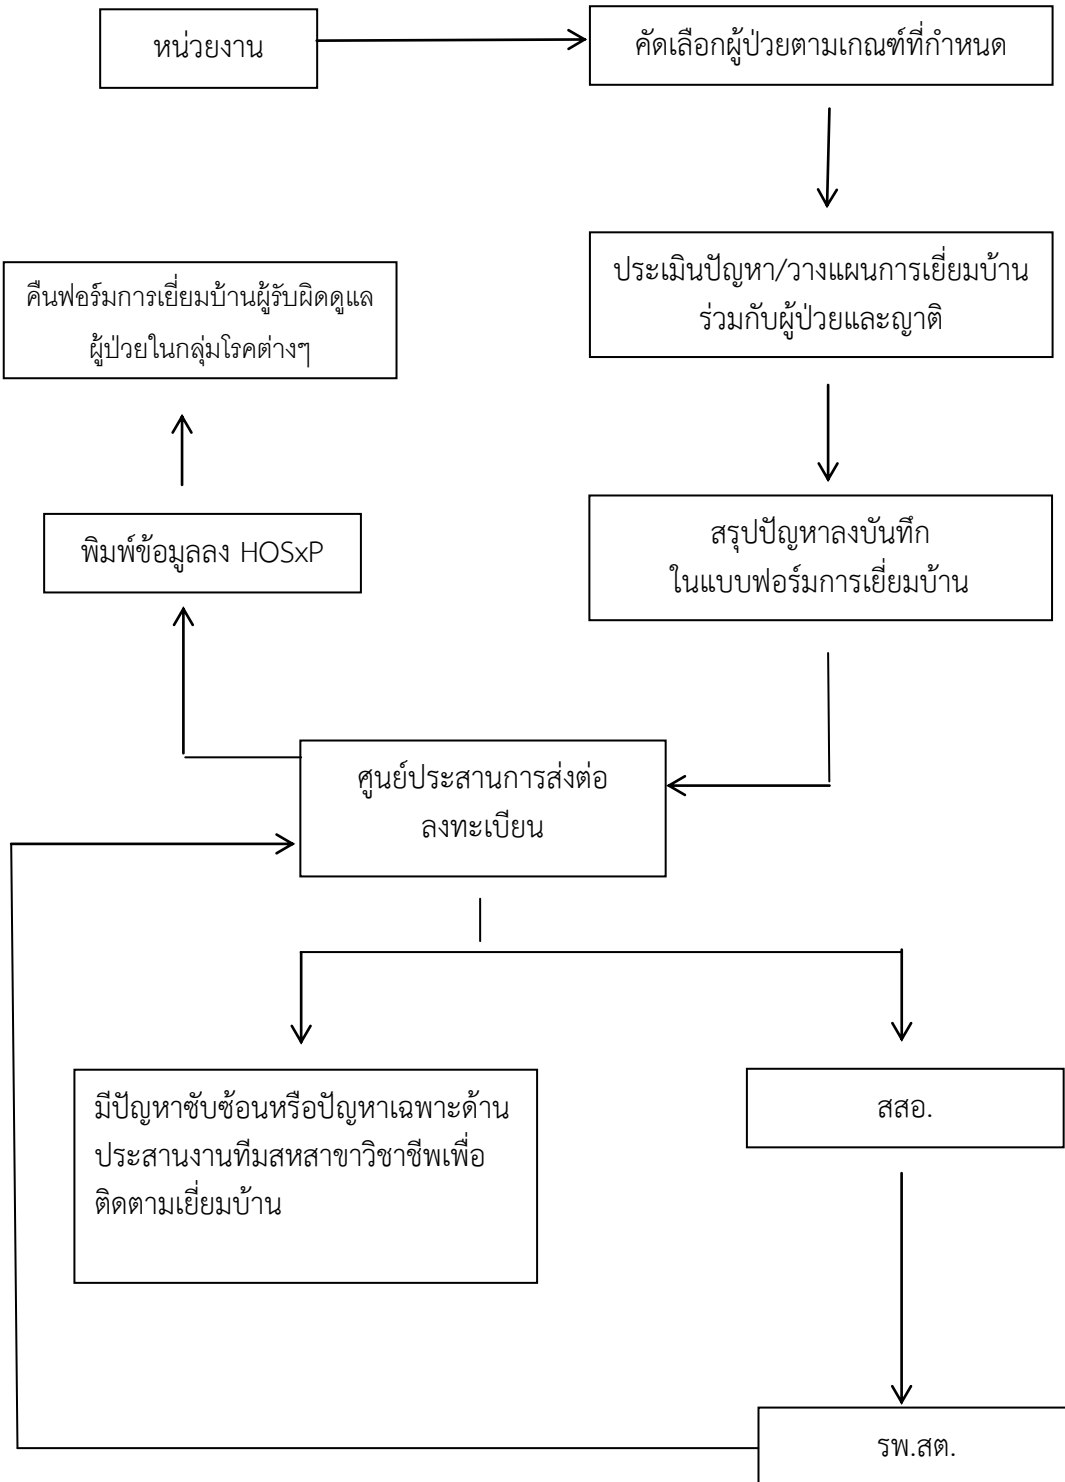 หน่วยงาน
คัดเลือกผู้ป่วยตามเกณฑ์ที่กำหนด
ประเมินปัญหา/วางแผนการเยี่ยมบ้าน
ร่วมกับผู้ป่วยและญาติ
คืนฟอร์มการเยี่ยมบ้านผู้รับผิดดูแล
ผู้ป่วยในกลุ่มโรคต่างๆ
สรุปปัญหาลงบันทึก
ในแบบฟอร์มการเยี่ยมบ้าน
พิมพ์ข้อมูลลง HOSxP
ศูนย์ประสานการส่งต่อ
ลงทะเบียน
มีปัญหาซับซ้อนหรือปัญหาเฉพาะด้าน
ประสานงานทีมสหสาขาวิชาชีพเพื่อ
ติดตามเยี่ยมบ้าน
สสอ.
รพ.สต.